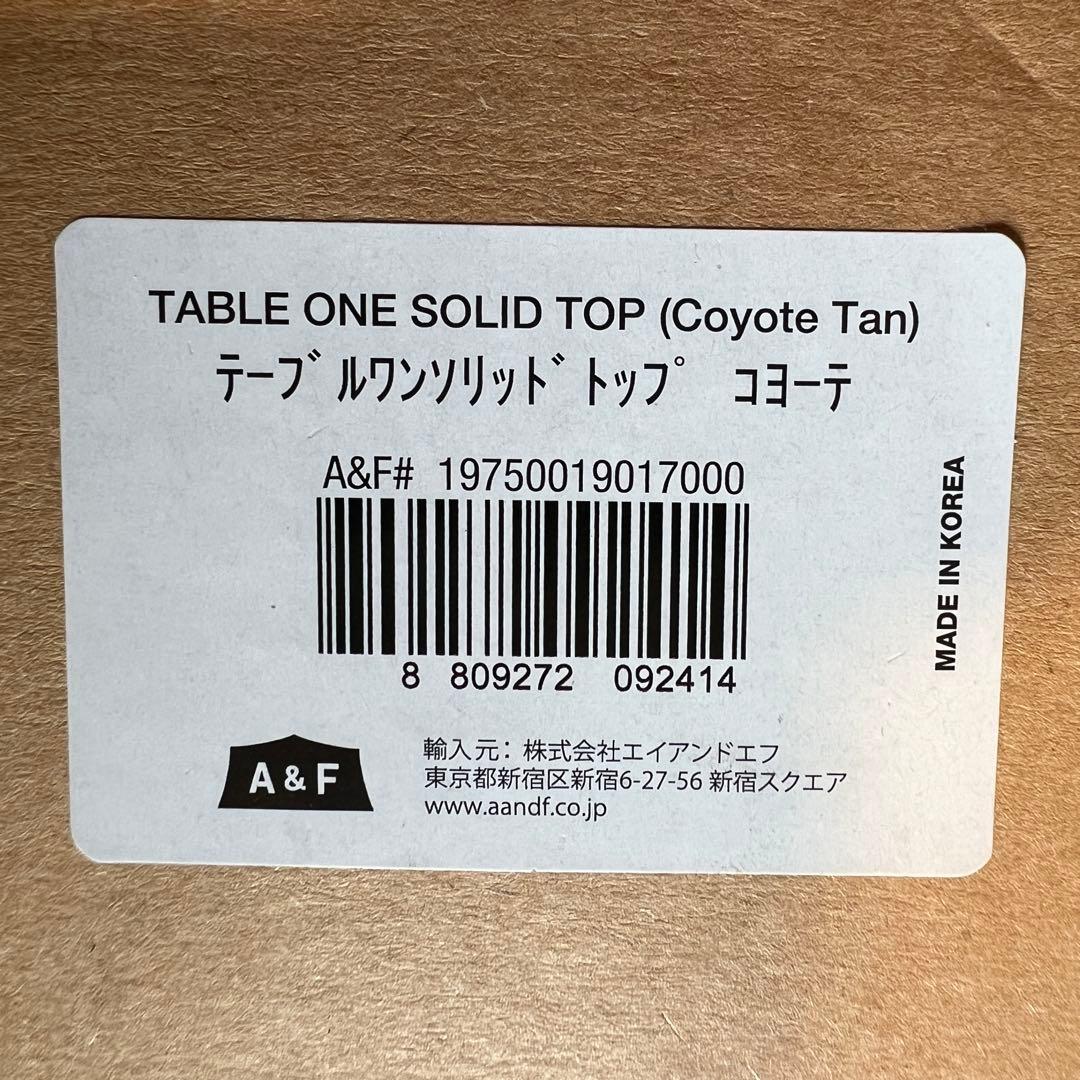 TABLE ONE SOLID TOP (Coyote Tan)
ﾃｰﾌﾞﾙﾜﾝｿﾘｯﾄﾞﾄｯﾌﾟ ｺﾖｰﾃ
A&F# 19750019017000
8 809272 092414
MADE IN KOREA
A & F
輸入元：株式会社エイアンドエフ
東京都新宿区新宿6-27-56 新宿スクエア
www.aandf.co.jp